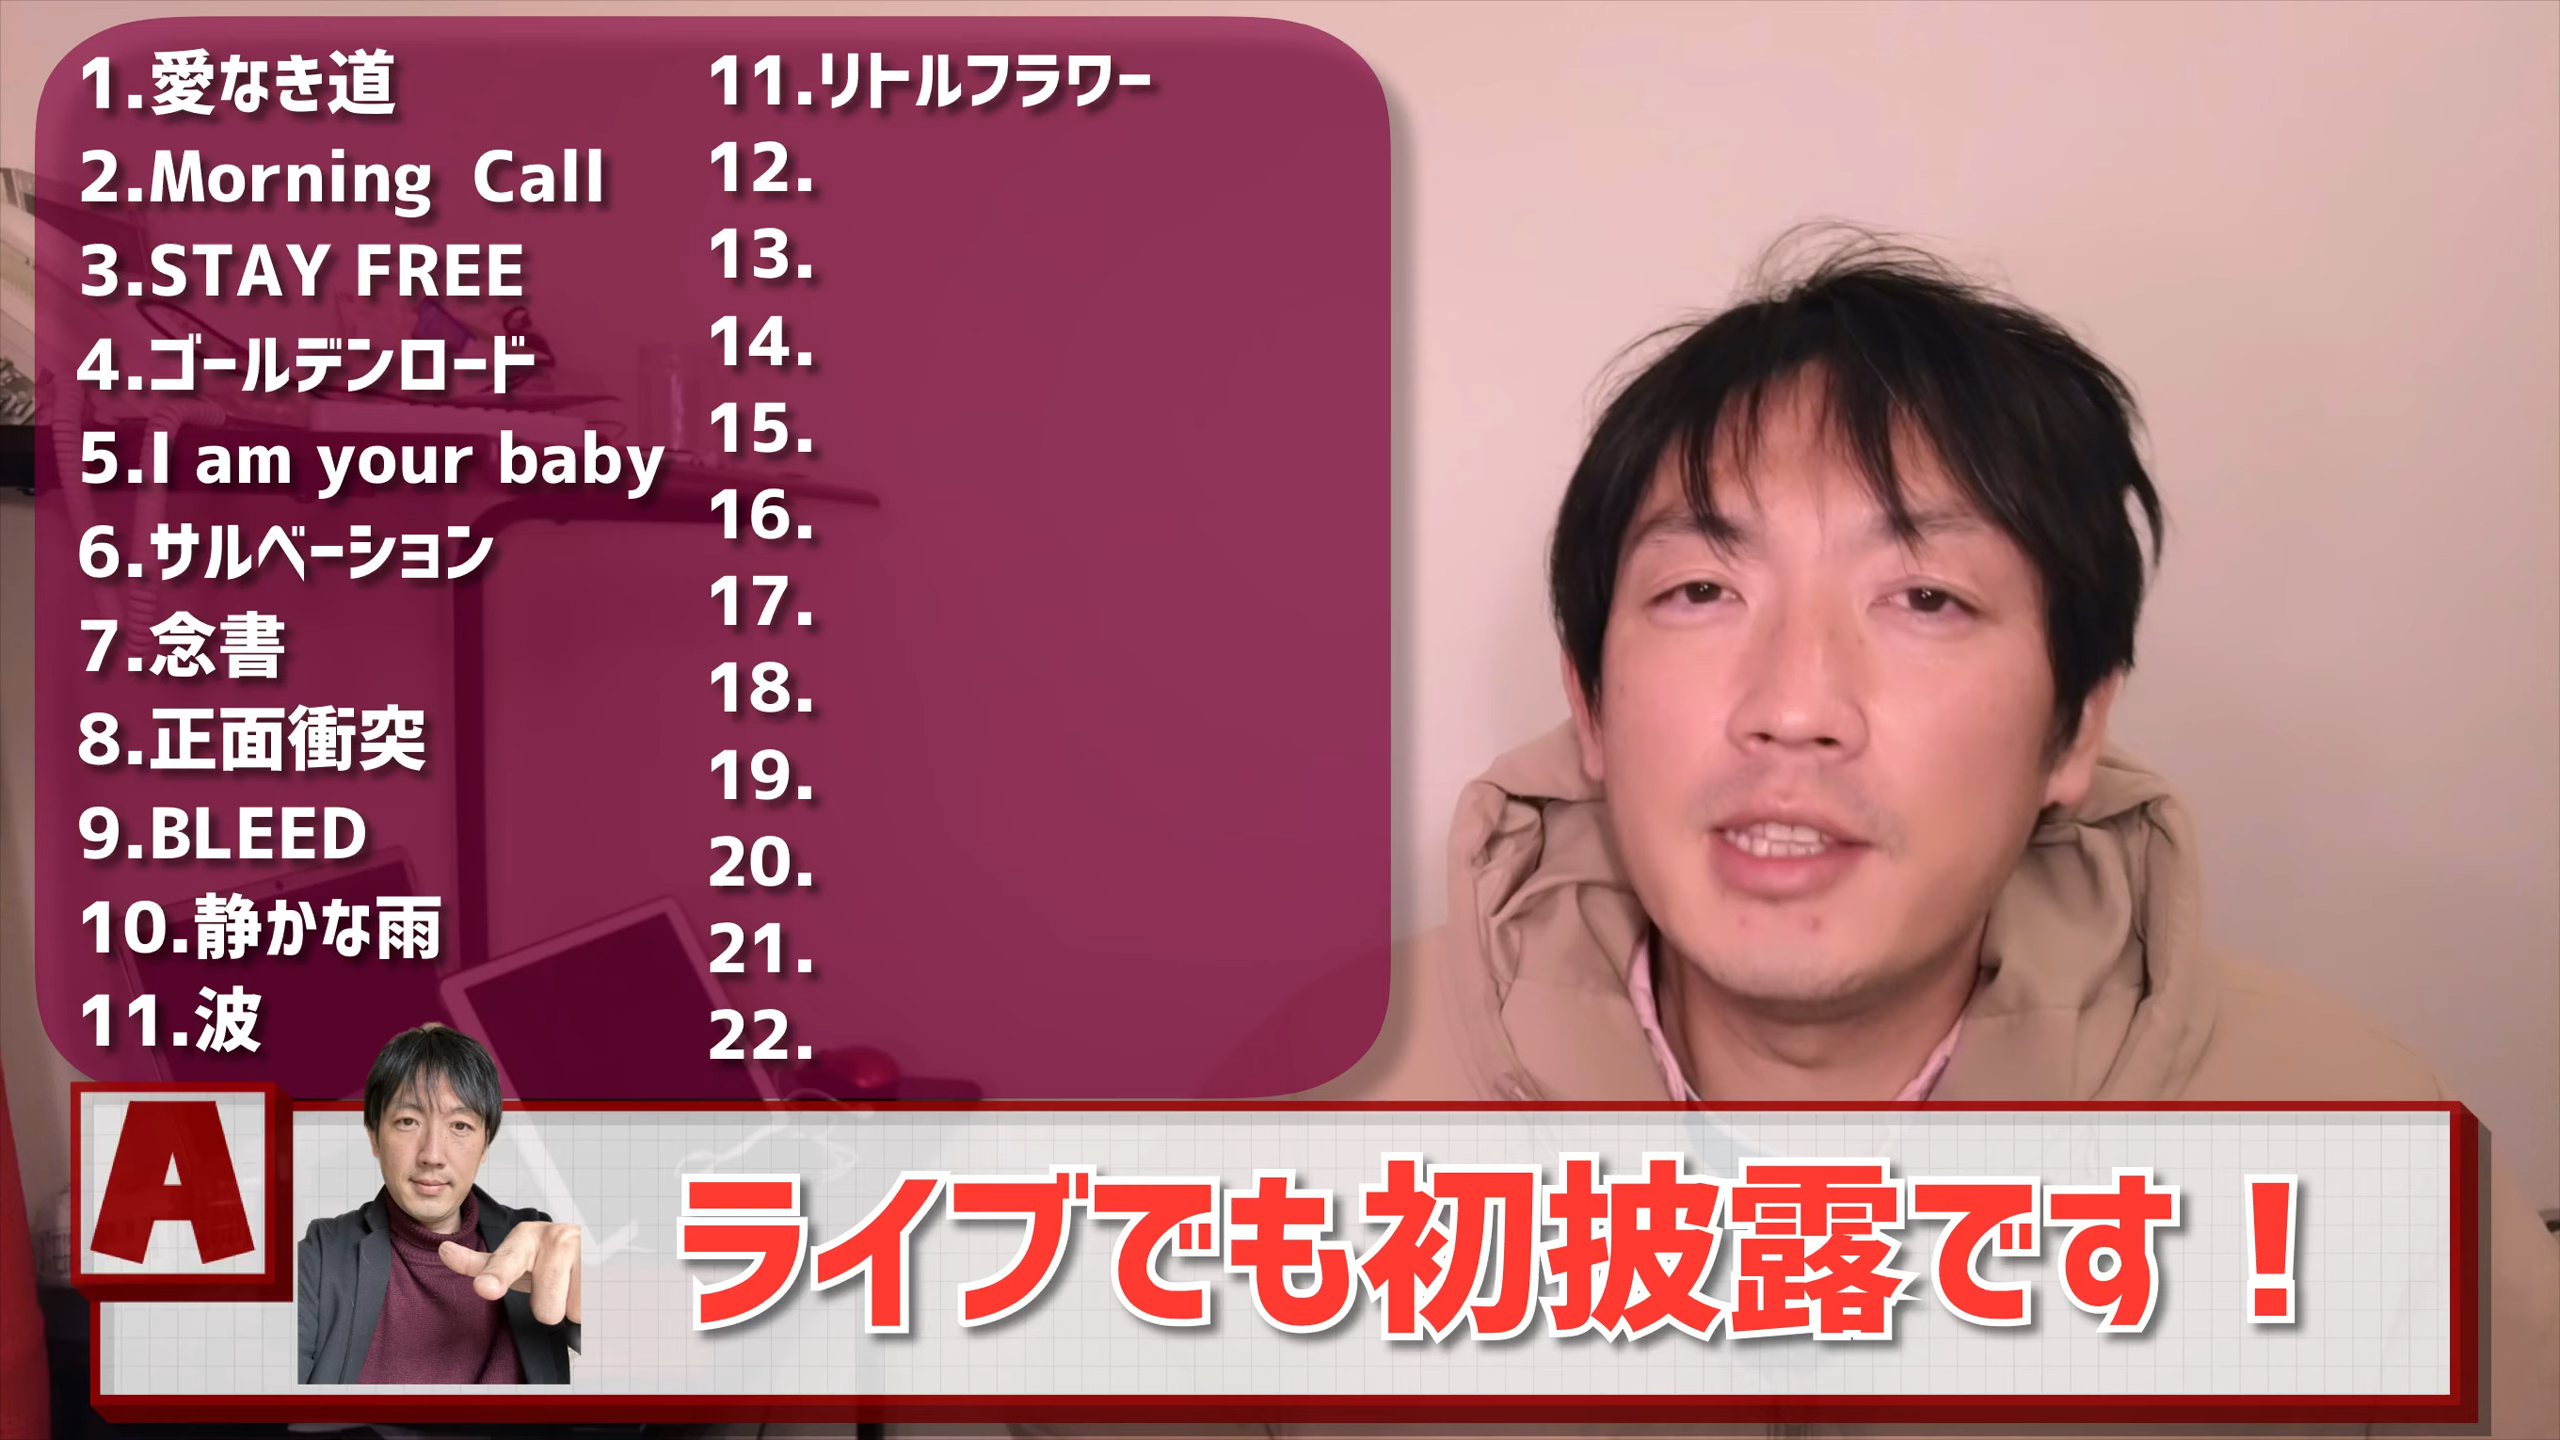 1.愛なき道
2.Morning Call
3.STAY FREE
4.ゴールデンロード
5.I am your baby
6.サルベーション
7.念書
8.正面衝突
9.BLEED
10.静かな雨
11.波
11.リトルフラワー
12.
13.
14.
15.
16.
17.
18.
19.
20.
21.
22.
A
ライブでも初披露です！